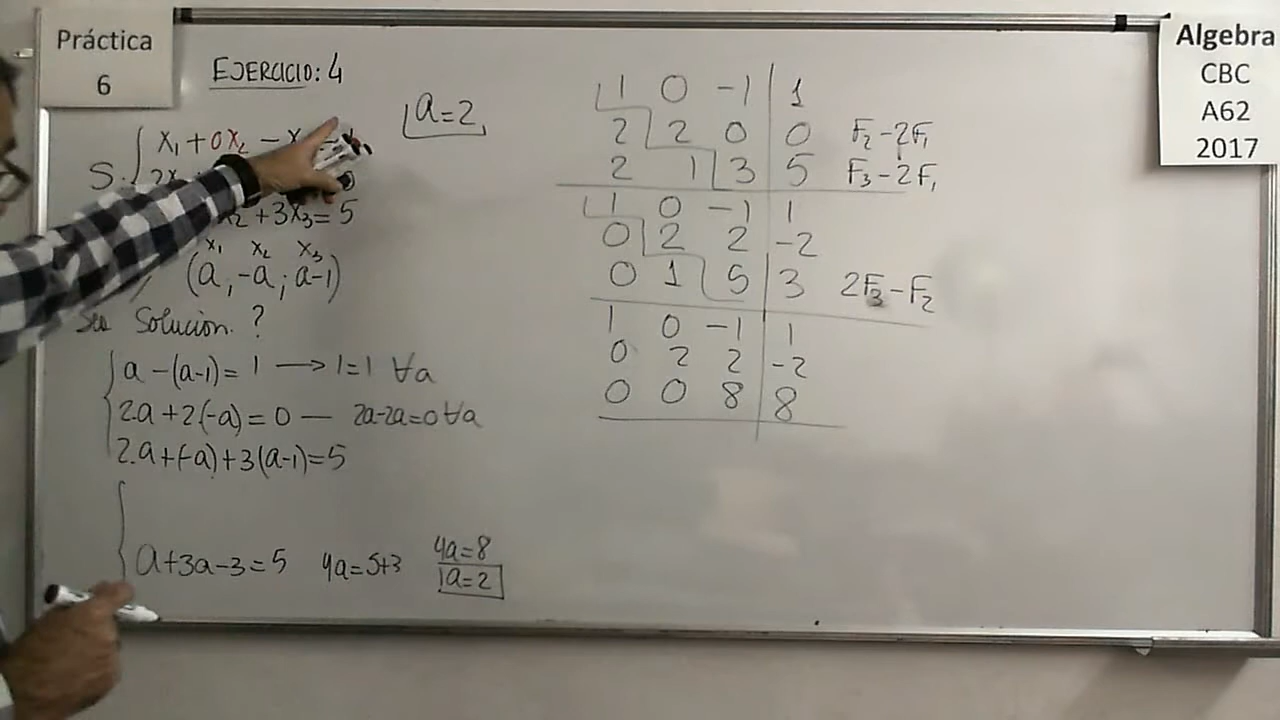 Práctica
6
EJERCICIO: 4
x₁ + 0x₂ - x
S:
x₂ + 3x₃ = 5
x₁ x₂ x₃
(a, -a; a-1)
Solución. ?
a - (a-1) = 1 → 1=1 ∀a
2.a + 2.(-a) = 0 — 2a-2a=0 ∀a
2.a + (-a) + 3(a-1) = 5
a+3a-3=5 4a=5+3 4a=8
a=2
a=2
1 0 -1 | 1
2 2 0 | 0 F₂-2F₁
2 1 3 | 5 F₃-2F₁
1 0 -1 | 1
0 2 2 | -2
0 1 5 | 3 2F₃-F₂
1 0 -1 | 1
0 2 2 | -2
0 0 8 | 8
Algebra
CBC
A62
2017